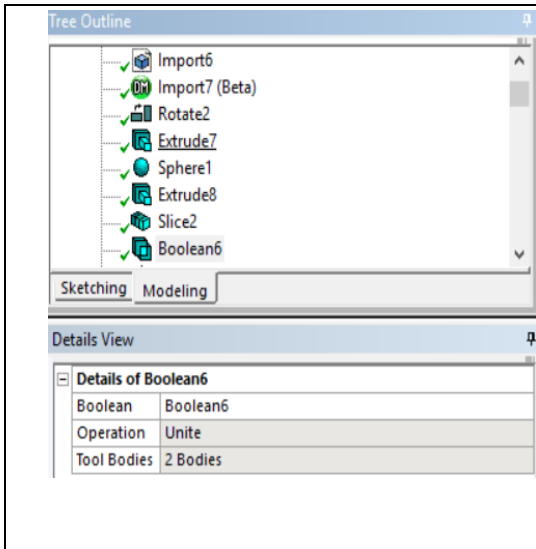 Tree Outline
Import6
DM Import7 (Beta)
Rotate2
Extrude7
Sphere1
Extrude8
Slice2
Boolean6
Sketching Modeling
Details View
Details of Boolean6
Boolean Boolean6
Operation Unite
Tool Bodies 2 Bodies